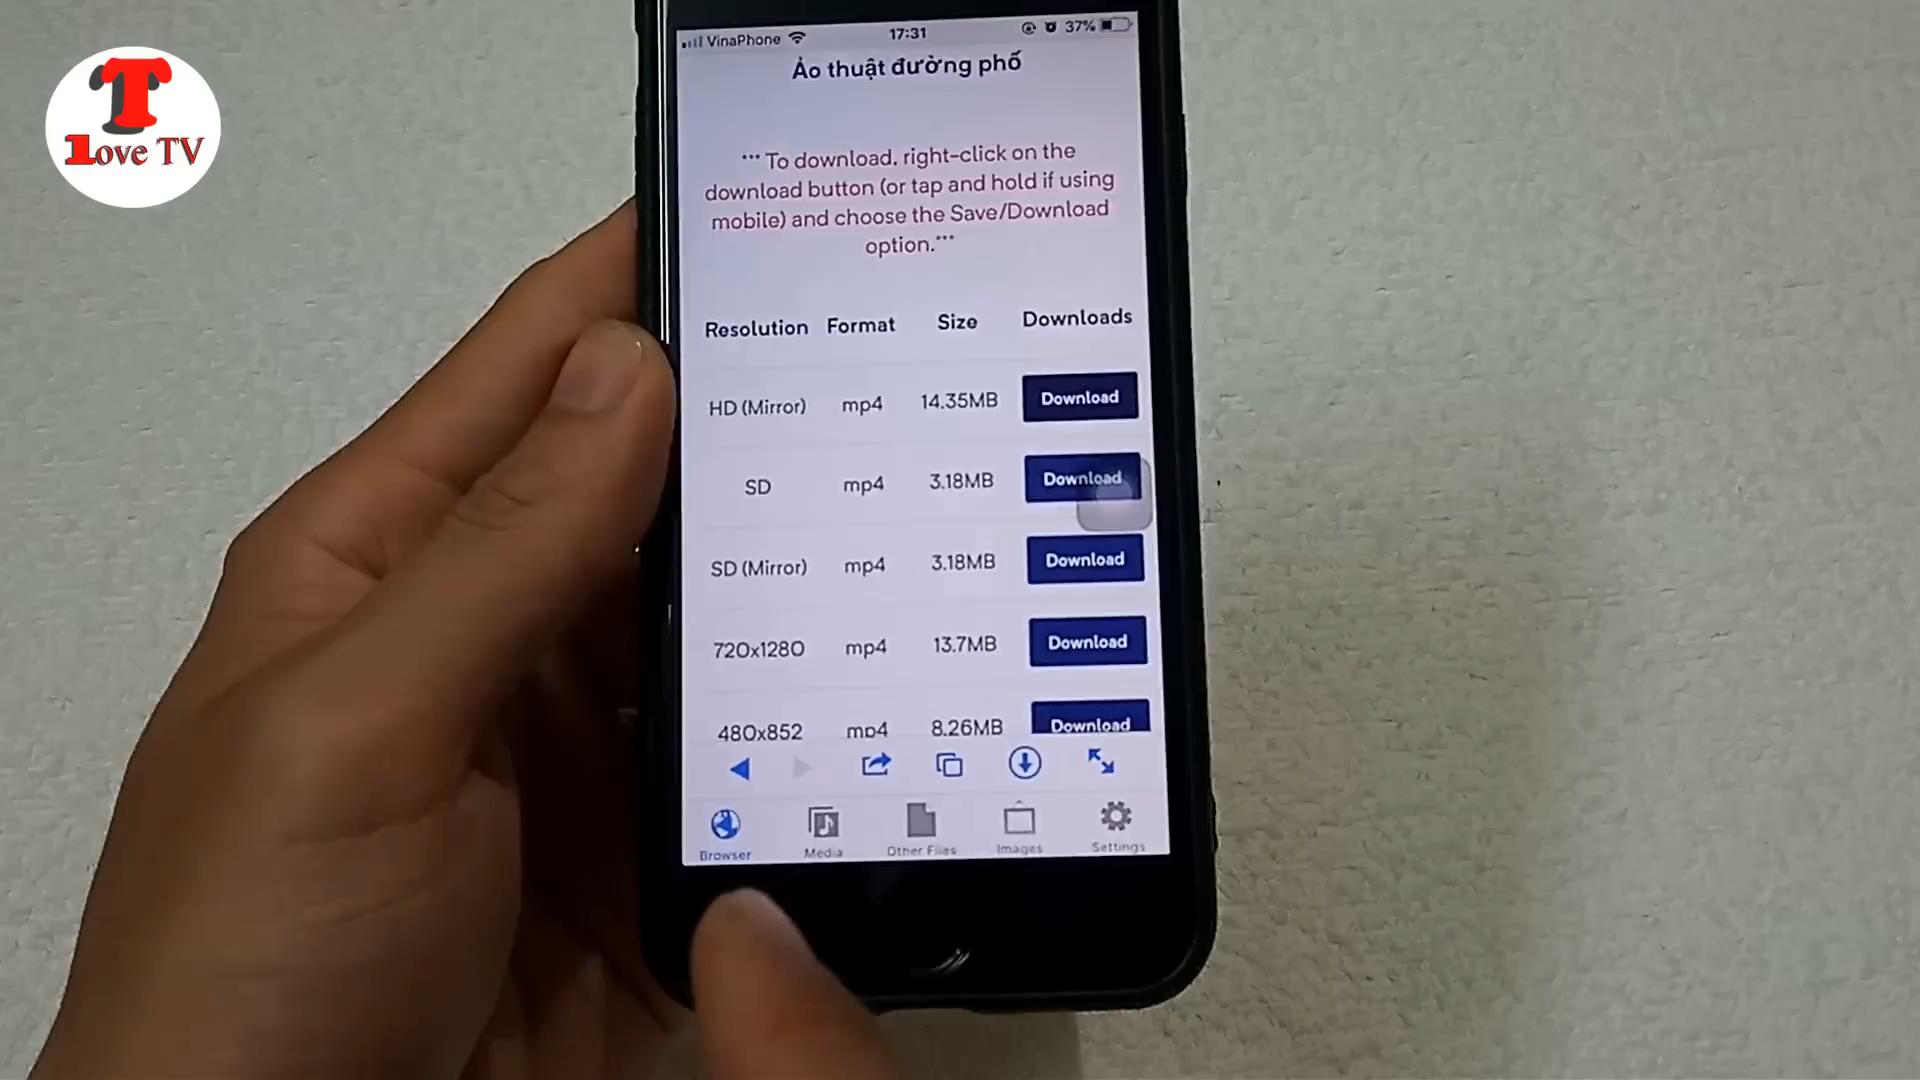 T
Love TV
VinaPhone 17:31 37%
Ảo thuật đường phố
*** To download, right-click on the
download button (or tap and hold if using
mobile) and choose the Save/Download
option.***
Resolution Format Size Downloads
HD (Mirror) mp4 14.35MB Download
SD mp4 3.18MB Download
SD (Mirror) mp4 3.18MB Download
720x1280 mp4 13.7MB Download
480x852 mp4 8.26MB Download
Browser Media Other Files Images Settings